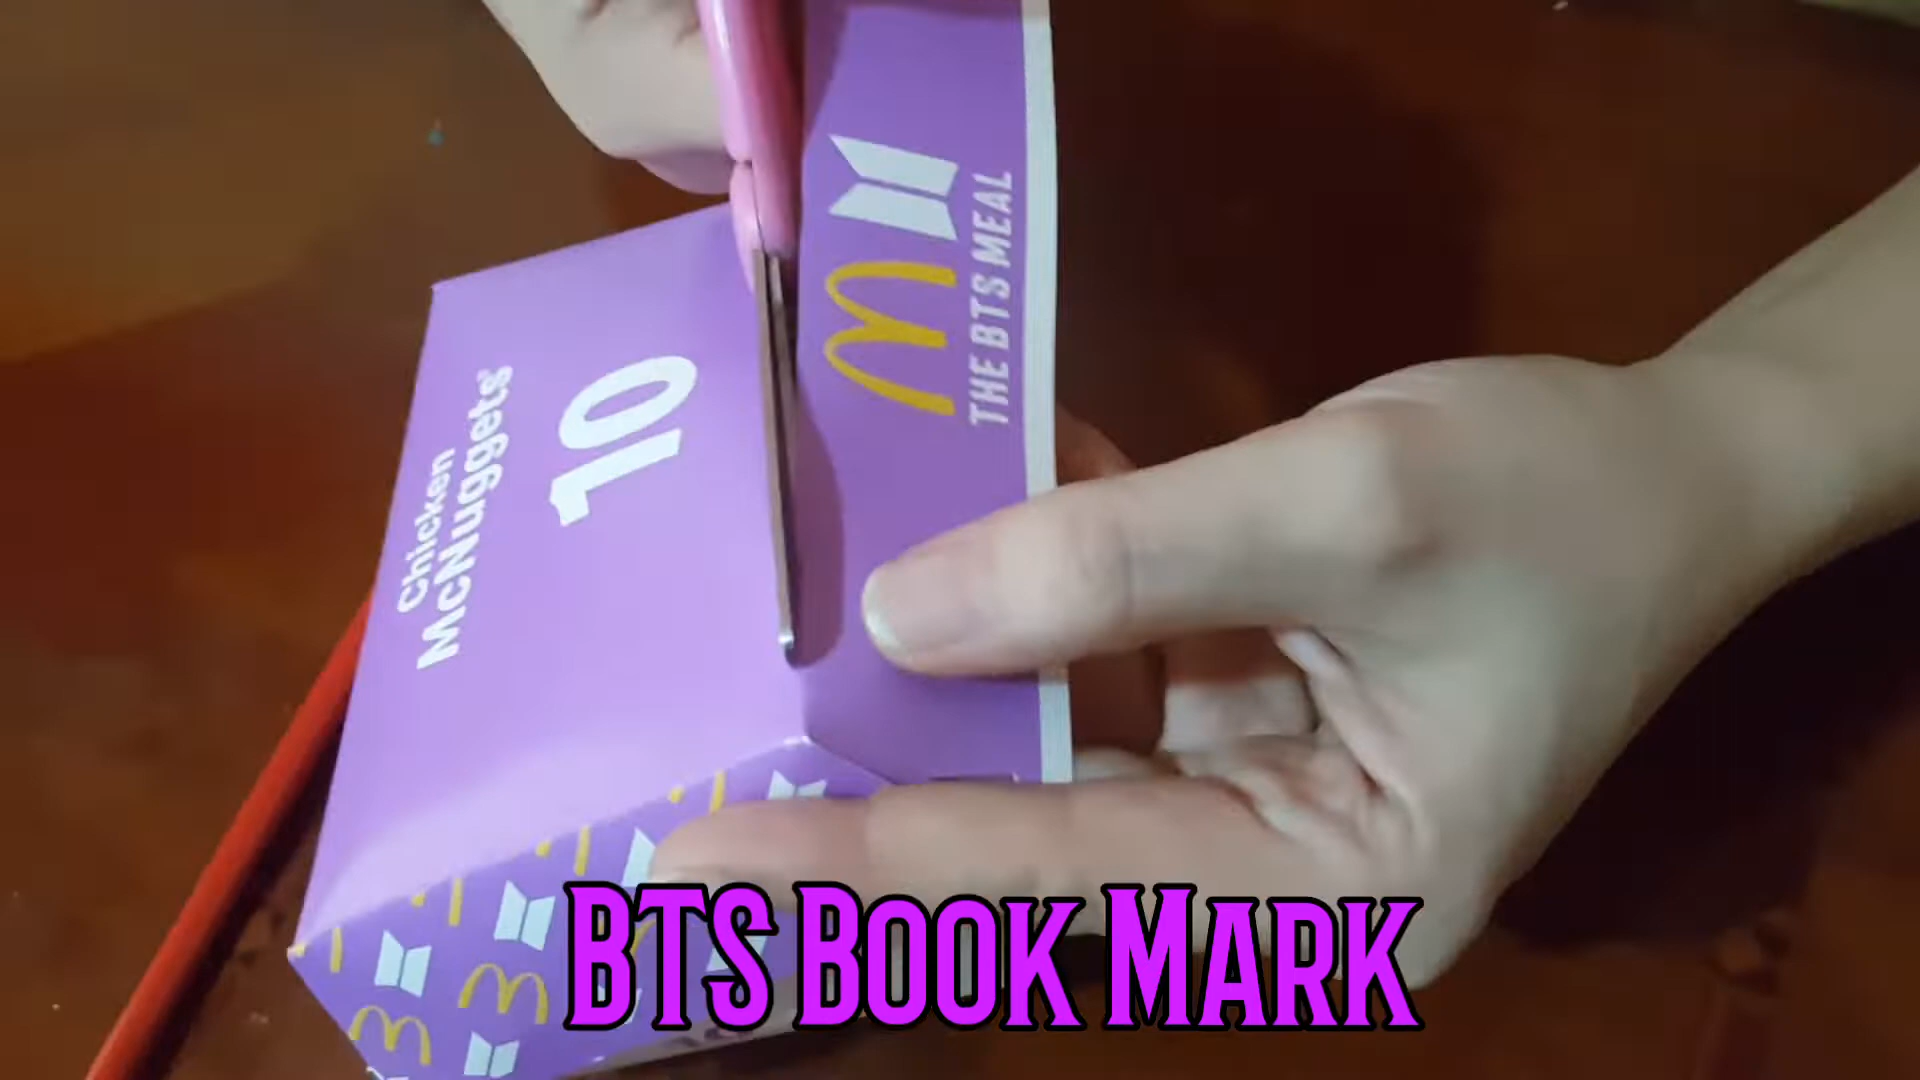 THE BTS MEAL
10
Chicken
McNuggets®
BTS BOOK MARK